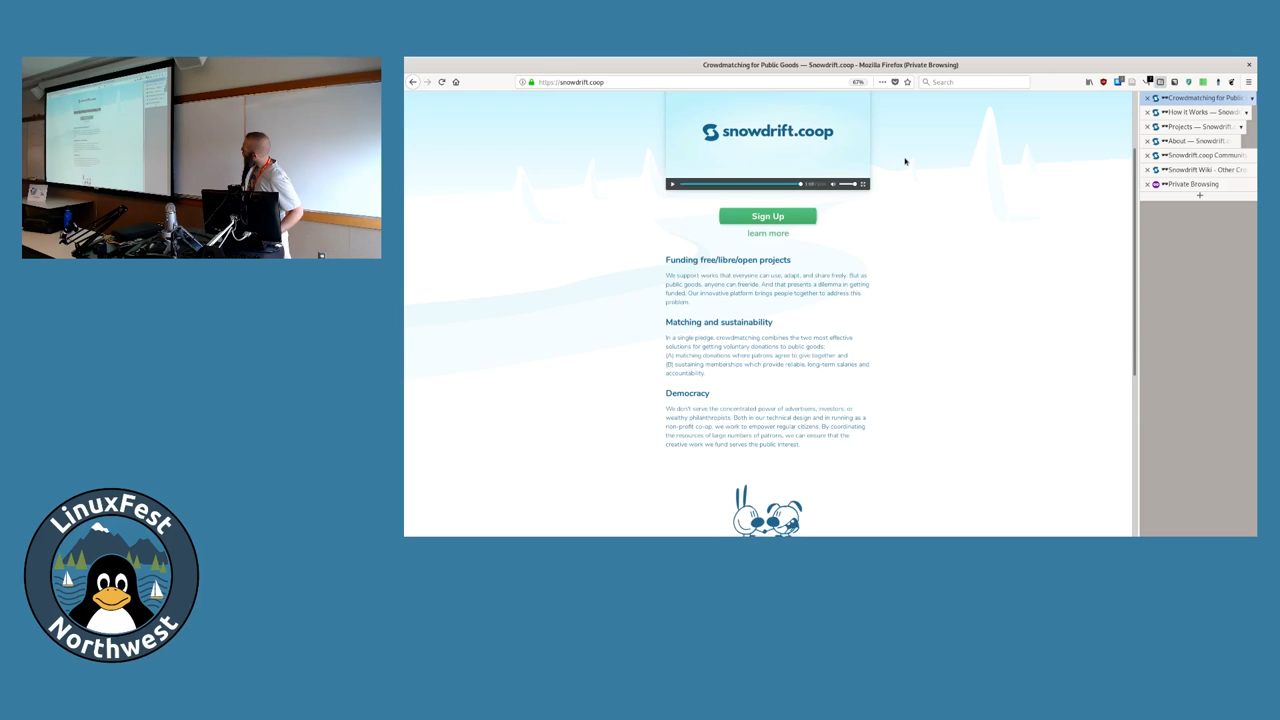 Crowdmatching for Public Goods — Snowdrift.coop - Mozilla Firefox (Private Browsing)
https://snowdrift.coop
67%
Search
Crowdmatching for Public
How it Works — Snowd
Projects — Snowdrift.
About — Snowdrift.c
Snowdrift.coop Communit
Snowdrift Wiki - Other Cro
Private Browsing
snowdrift.coop
Sign Up
learn more
Funding free/libre/open projects
We support works that everyone can use, adapt, and share freely. But as
public goods, anyone can freeride. And that presents a dilemma in getting
funded. Our innovative platform brings people together to address this
problem.
Matching and sustainability
In a single pledge, crowdmatching combines the two most effective
solutions for getting voluntary donations to public goods:
(A) matching donations where patrons agree to give together and
(B) sustaining memberships which provide reliable, long-term salaries and
accountability.
Democracy
We don't serve the concentrated power of advertisers, investors, or
wealthy philanthropists. Both in our technical design and in running as a
non-profit co-op, we work to empower regular citizens. By coordinating
the resources of large numbers of patrons, we can ensure that the
creative work we fund serves the public interest.
LinuxFest
Northwest